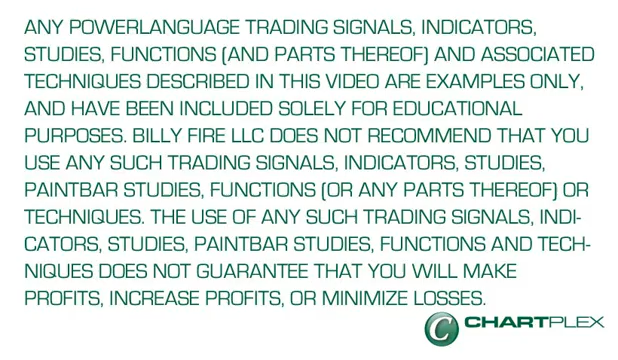 ANY POWERLANGUAGE TRADING SIGNALS, INDICATORS,
STUDIES, FUNCTIONS (AND PARTS THEREOF) AND ASSOCIATED
TECHNIQUES DESCRIBED IN THIS VIDEO ARE EXAMPLES ONLY,
AND HAVE BEEN INCLUDED SOLELY FOR EDUCATIONAL
PURPOSES. BILLY FIRE LLC DOES NOT RECOMMEND THAT YOU
USE ANY SUCH TRADING SIGNALS, INDICATORS, STUDIES,
PAINTBAR STUDIES, FUNCTIONS (OR ANY PARTS THEREOF) OR
TECHNIQUES. THE USE OF ANY SUCH TRADING SIGNALS, INDI-
CATORS, STUDIES, PAINTBAR STUDIES, FUNCTIONS AND TECH-
NIQUES DOES NOT GUARANTEE THAT YOU WILL MAKE
PROFITS, INCREASE PROFITS, OR MINIMIZE LOSSES.
C CHARTPLEX